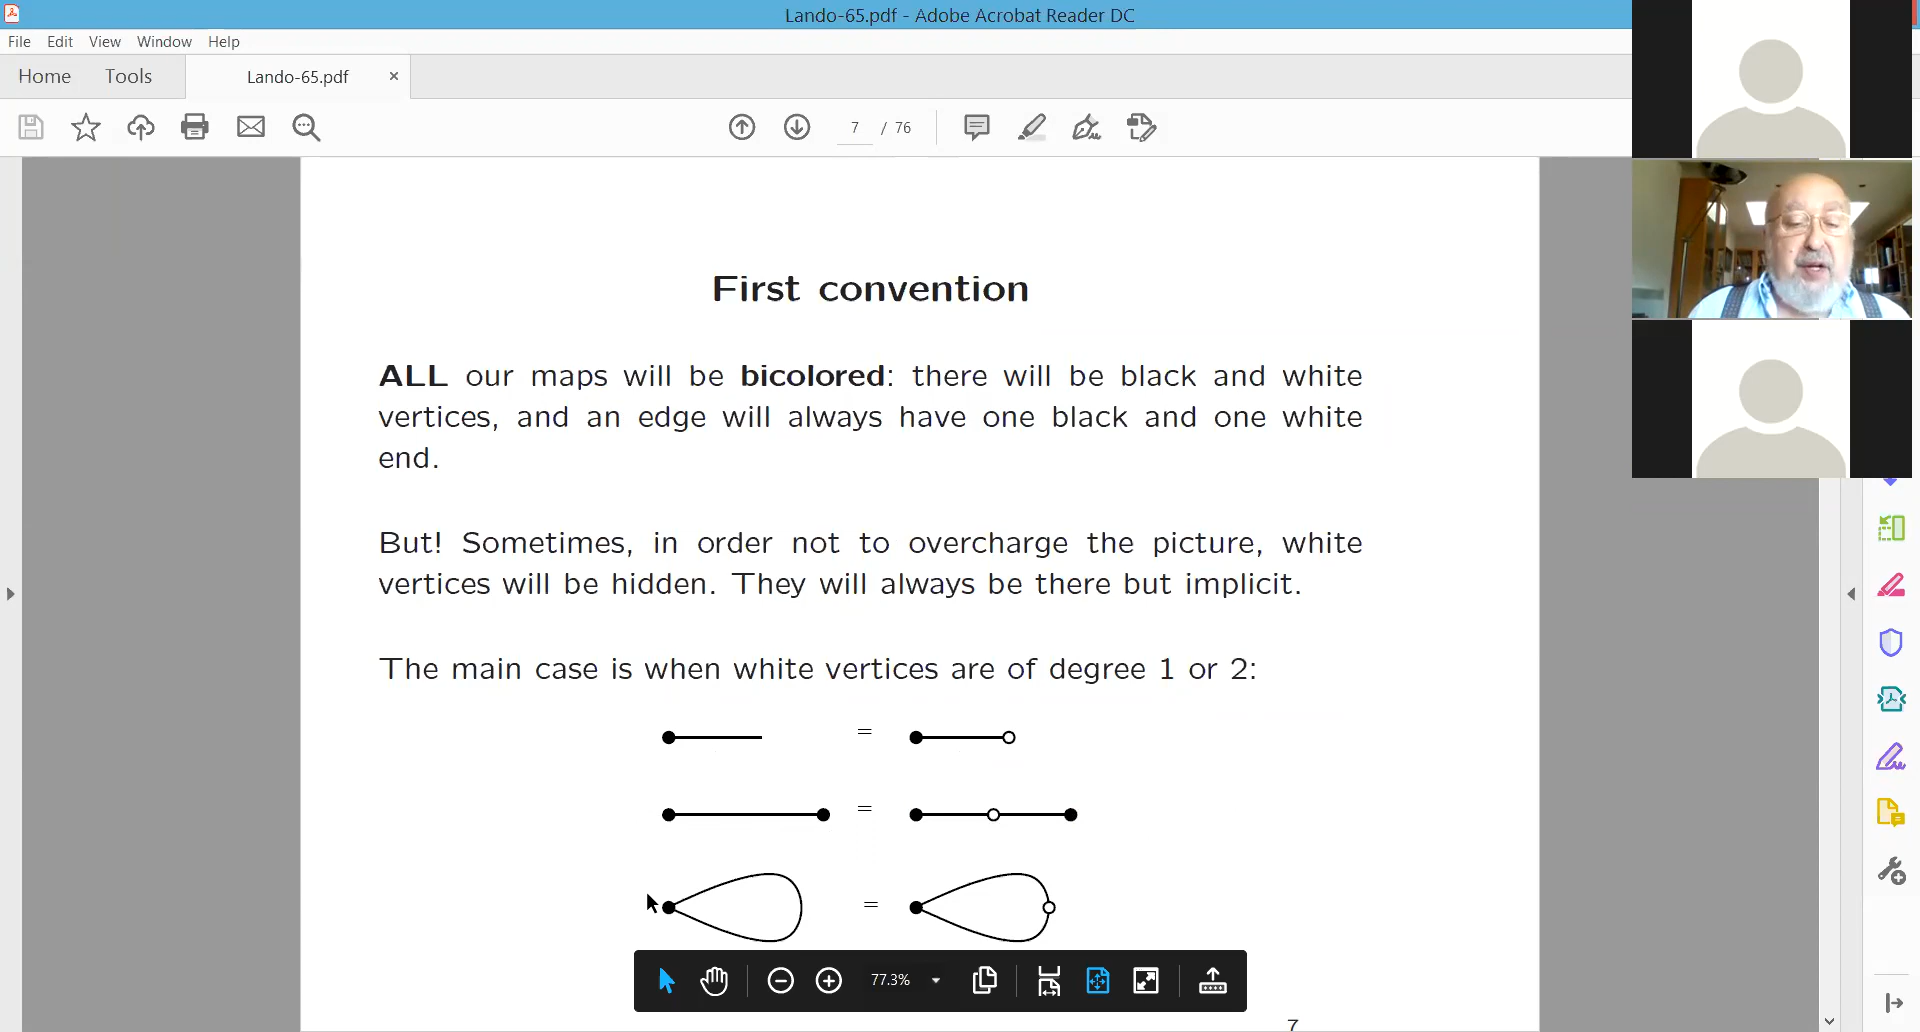 Lando-65.pdf - Adobe Acrobat Reader DC
File Edit View Window Help
Home Tools Lando-65.pdf ×
7 / 76
First convention
ALL our maps will be bicolored: there will be black and white
vertices, and an edge will always have one black and one white
end.
But! Sometimes, in order not to overcharge the picture, white
vertices will be hidden. They will always be there but implicit.
The main case is when white vertices are of degree 1 or 2:
=
=
=
77.3%
7